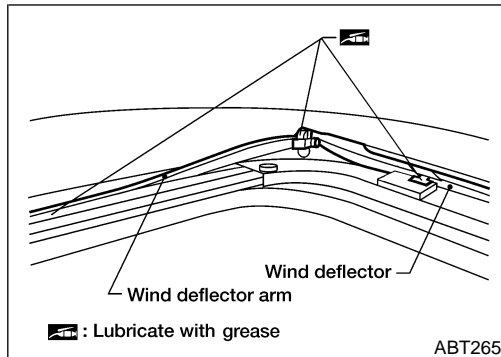 Wind deflector
Wind deflector arm
: Lubricate with grease
ABT265